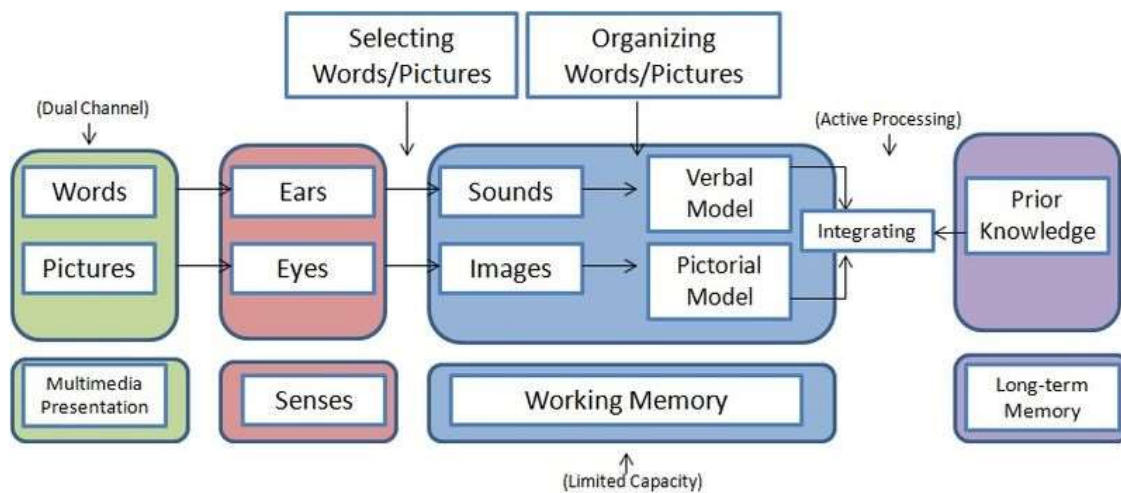 Selecting
Words/Pictures
Organizing
Words/Pictures
(Dual Channel)
(Active Processing)
Words
Ears
Sounds
Verbal
Model
Prior
Knowledge
Integrating
Pictures
Eyes
Images
Pictorial
Model
Multimedia
Presentation
Senses
Working Memory
Long-term
Memory
(Limited Capacity)